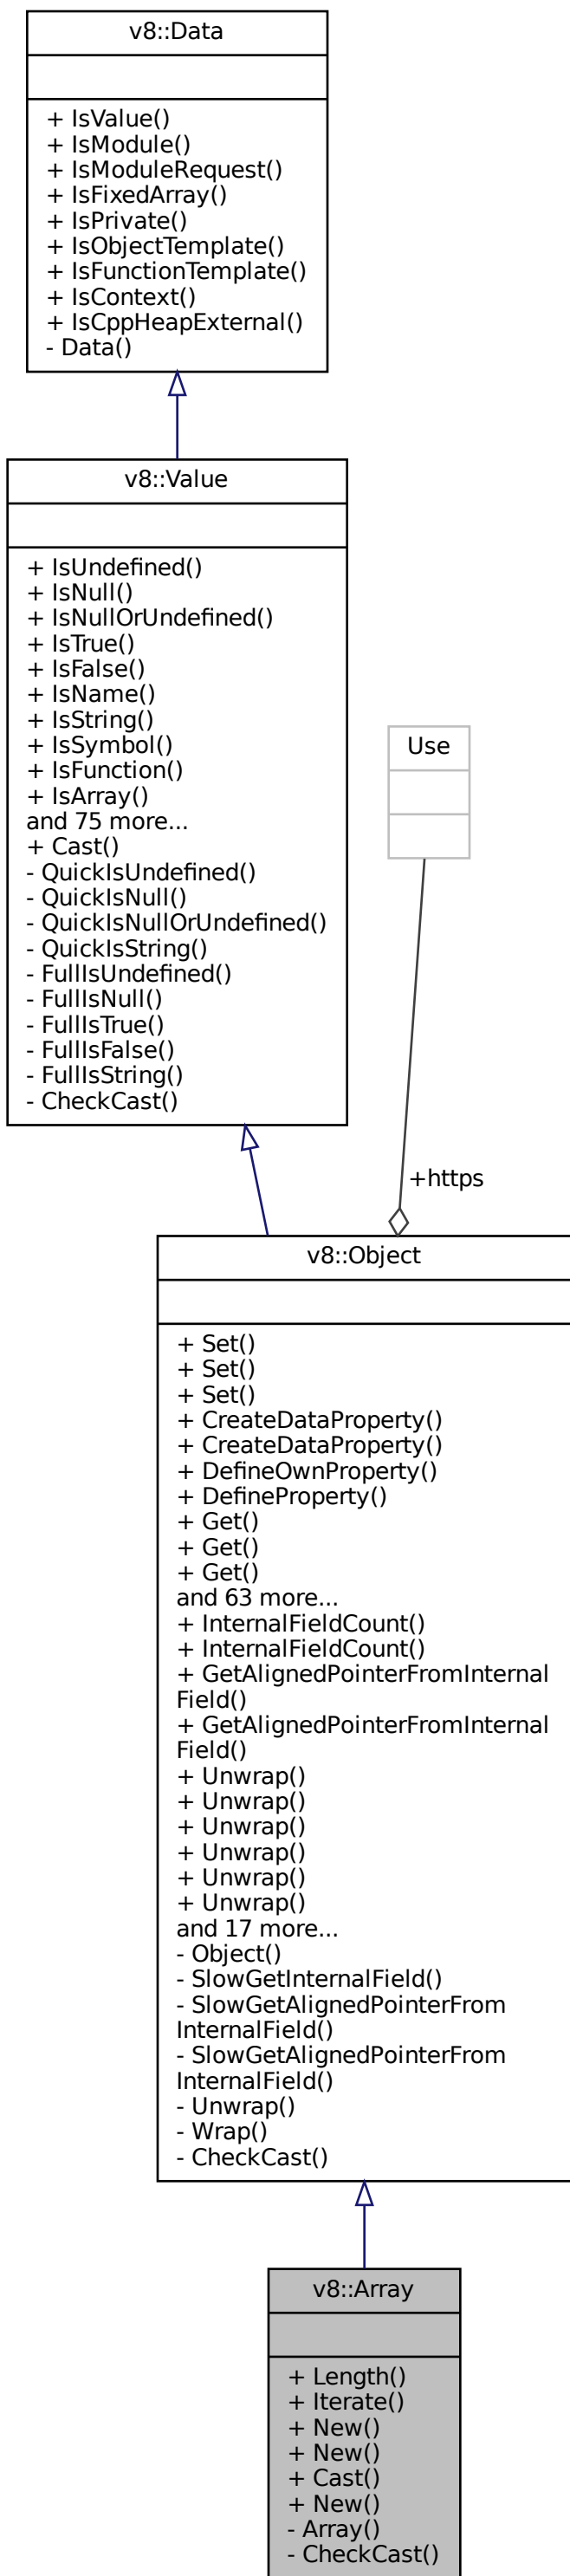 v8::Data
+ IsValue()
+ IsModule()
+ IsModuleRequest()
+ IsFixedArray()
+ IsPrivate()
+ IsObjectTemplate()
+ IsFunctionTemplate()
+ IsContext()
+ IsCppHeapExternal()
- Data()
v8::Value
+ IsUndefined()
+ IsNull()
+ IsNullOrUndefined()
+ IsTrue()
+ IsFalse()
+ IsName()
+ IsString()
+ IsSymbol()
+ IsFunction()
+ IsArray()
and 75 more...
+ Cast()
- QuickIsUndefined()
- QuickIsNull()
- QuickIsNullOrUndefined()
- QuickIsString()
- FullIsUndefined()
- FullIsNull()
- FullIsTrue()
- FullIsFalse()
- FullIsString()
- CheckCast()
Use
+https
v8::Object
+ Set()
+ Set()
+ Set()
+ CreateDataProperty()
+ CreateDataProperty()
+ DefineOwnProperty()
+ DefineProperty()
+ Get()
+ Get()
+ Get()
and 63 more...
+ InternalFieldCount()
+ InternalFieldCount()
+ GetAlignedPointerFromInternal
Field()
+ GetAlignedPointerFromInternal
Field()
+ Unwrap()
+ Unwrap()
+ Unwrap()
+ Unwrap()
+ Unwrap()
+ Unwrap()
and 17 more...
- Object()
- SlowGetInternalField()
- SlowGetAlignedPointerFrom
InternalField()
- SlowGetAlignedPointerFrom
InternalField()
- Unwrap()
- Wrap()
- CheckCast()
v8::Array
+ Length()
+ Iterate()
+ New()
+ New()
+ Cast()
+ New()
- Array()
- CheckCast()